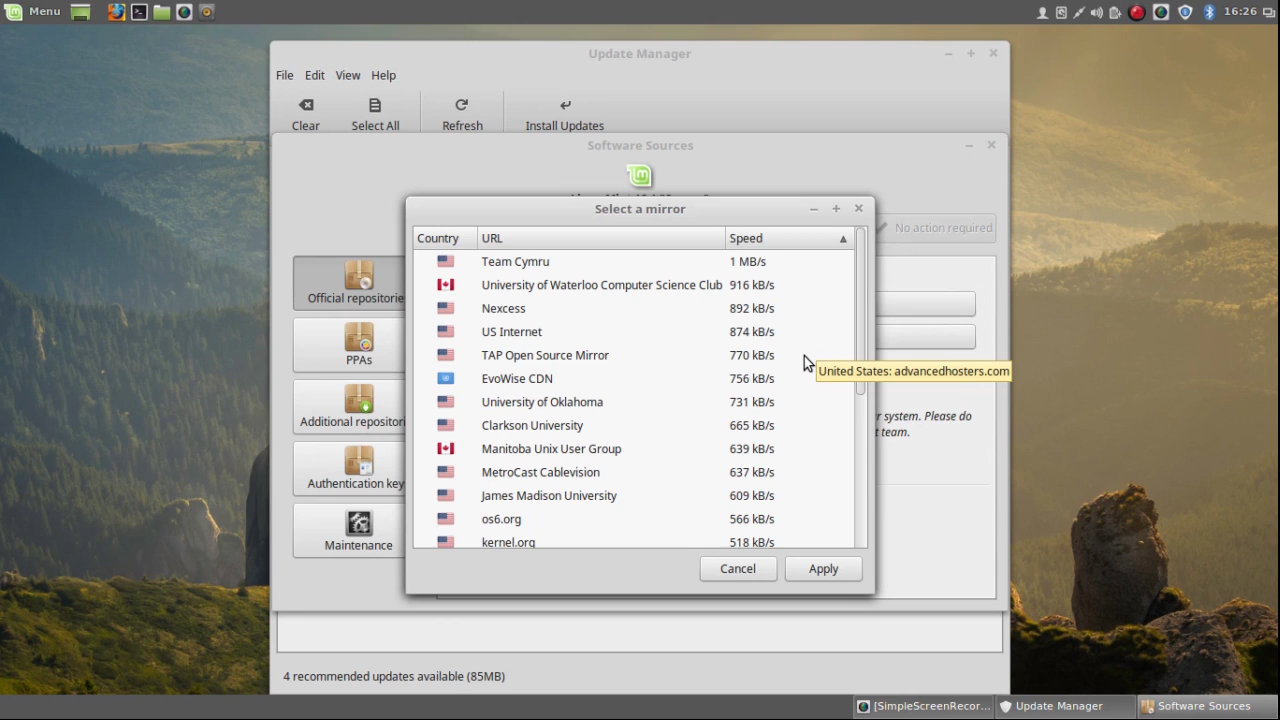 Menu
16:26
Update Manager
File Edit View Help
Clear Select All Refresh Install Updates
Software Sources
Select a mirror
No action required
Country URL Speed
Team Cymru 1 MB/s
University of Waterloo Computer Science Club 916 kB/s
Nexcess 892 kB/s
US Internet 874 kB/s
TAP Open Source Mirror 770 kB/s
EvoWise CDN 756 kB/s
University of Oklahoma 731 kB/s
Clarkson University 665 kB/s
Manitoba Unix User Group 639 kB/s
MetroCast Cablevision 637 kB/s
James Madison University 609 kB/s
os6.org 566 kB/s
kernel.org 518 kB/s
United States: advancedhosters.com
Official repositorie
PPAs
Additional repositori
Authentication key
Maintenance
system. Please do
team.
Cancel Apply
4 recommended updates available (85MB)
[SimpleScreenRecor... Update Manager Software Sources